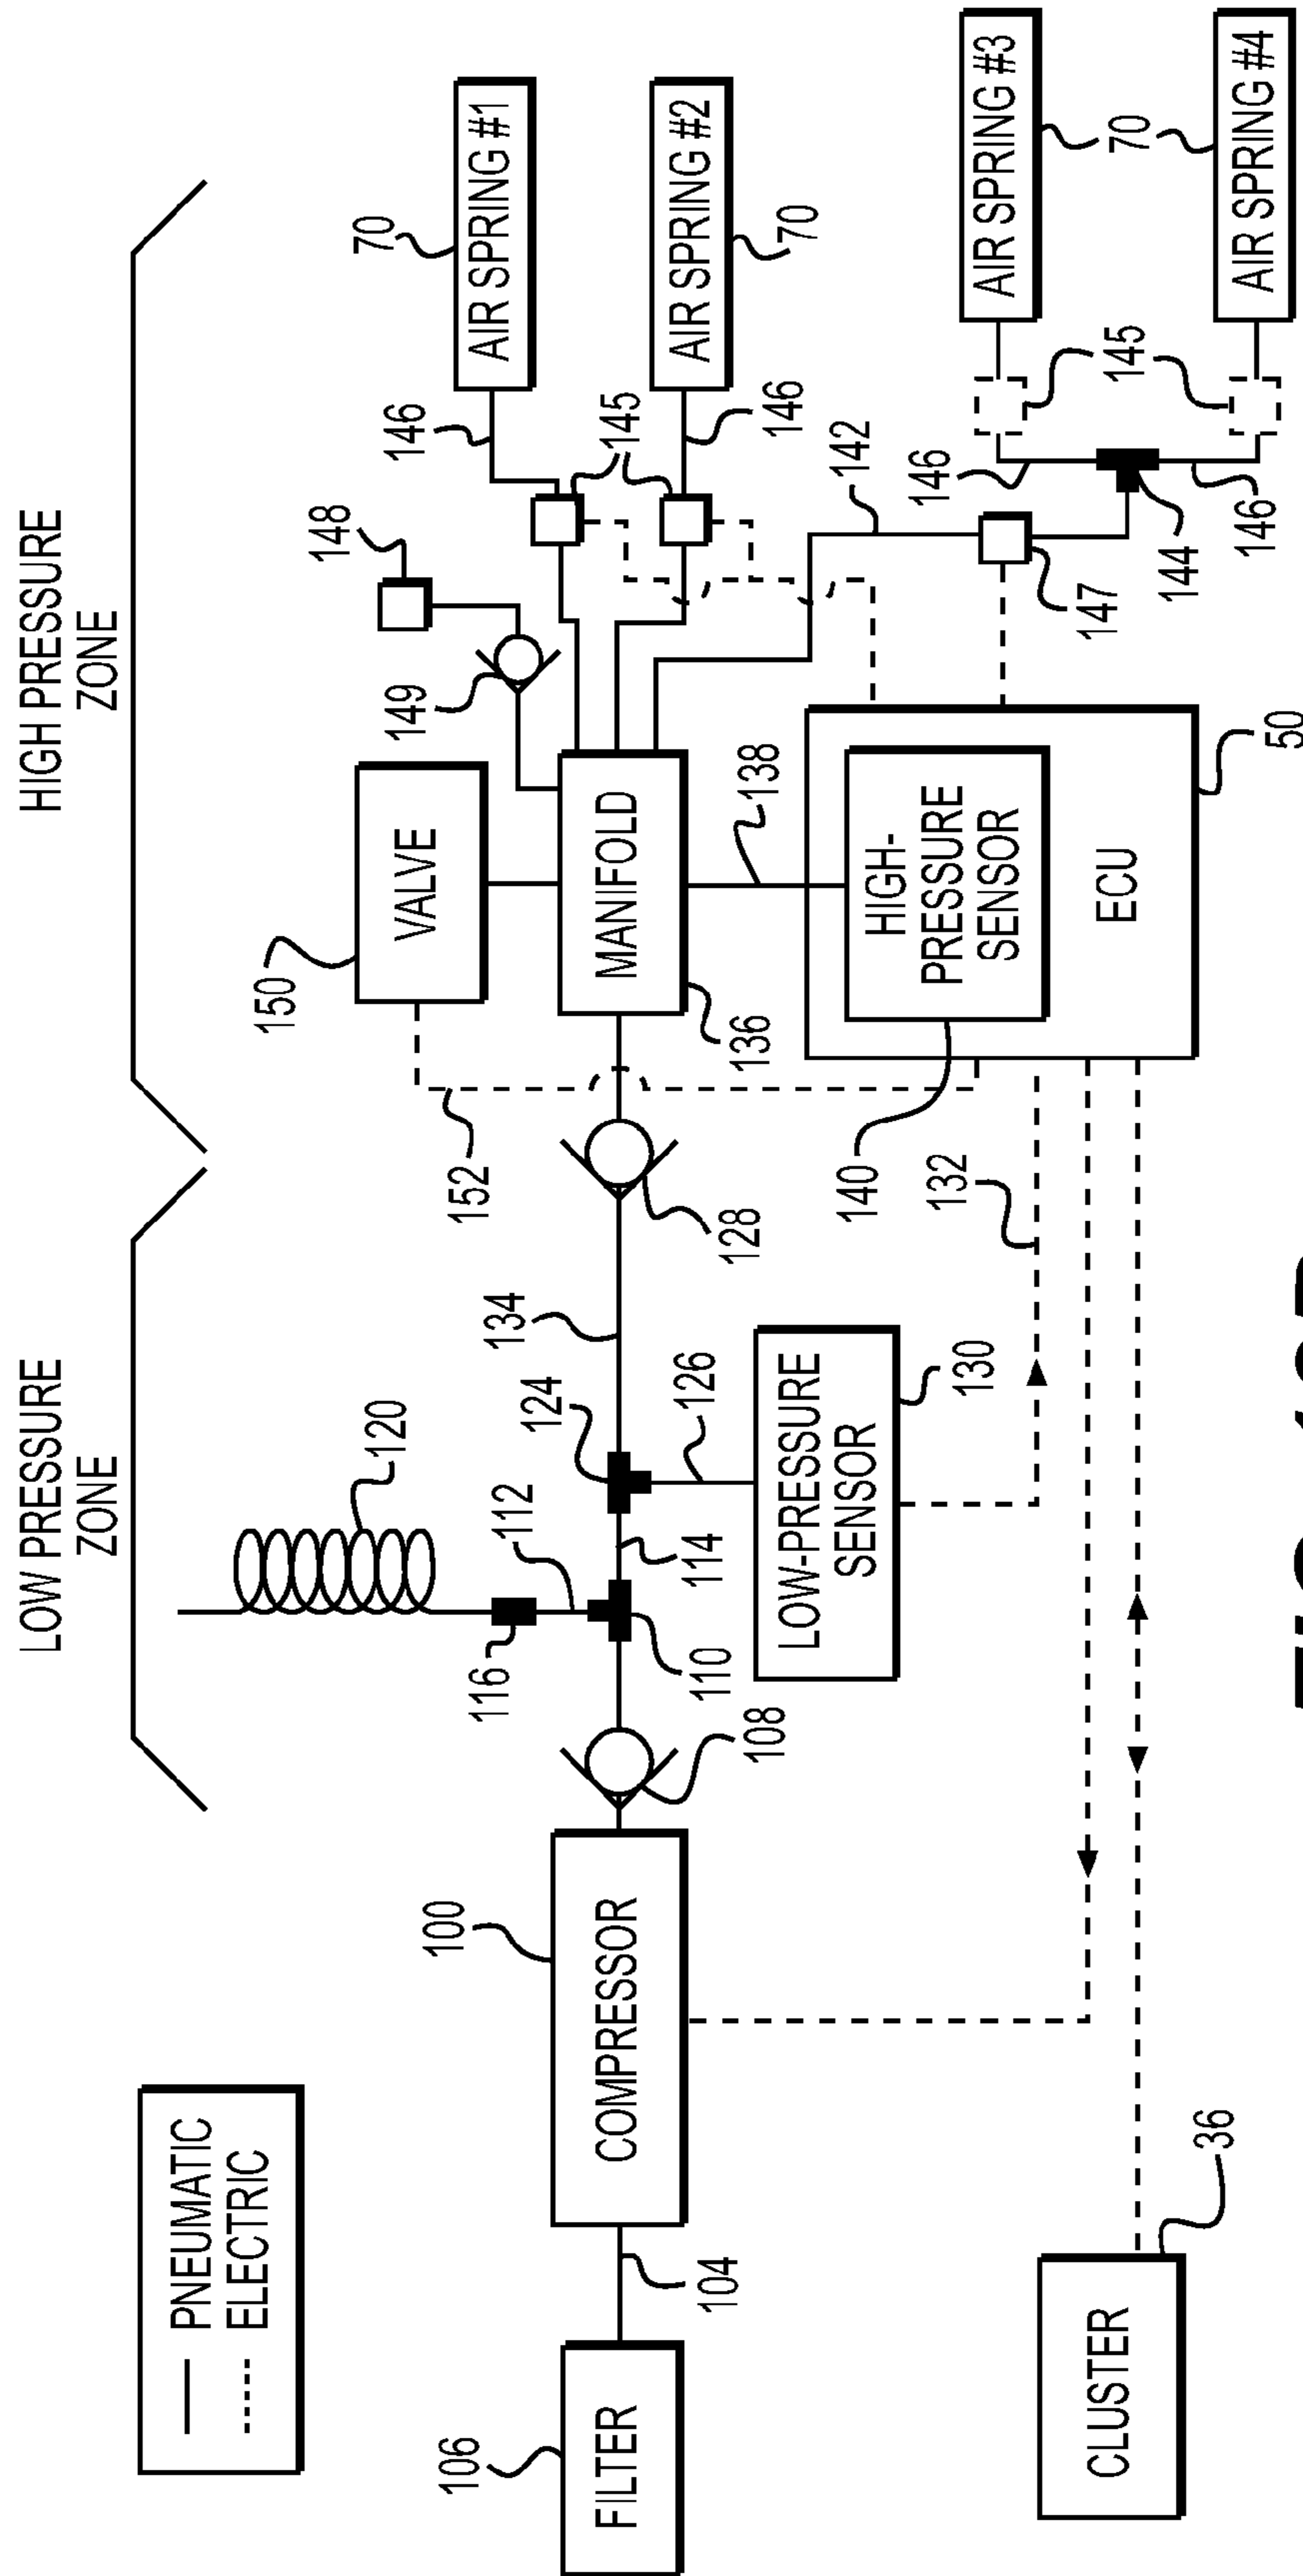 LOW PRESSURE
ZONE
HIGH PRESSURE
ZONE
PNEUMATIC
ELECTRIC
120
116
112
124
134
152
150
VALVE
149
148
146
70
AIR SPRING #1
145
AIR SPRING #2
70
146
106
FILTER
104
100
COMPRESSOR
108
110
114
126
128
MANIFOLD
136
138
142
LOW-PRESSURE
SENSOR
130
140
132
HIGH-
PRESSURE
SENSOR
ECU
50
147
144
146
146
145
AIR SPRING #3
70
AIR SPRING #4
CLUSTER
36